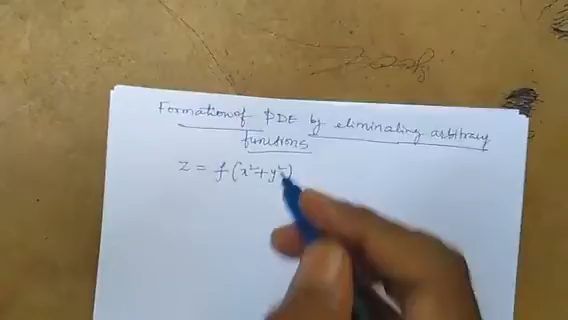 Formation of PDE by eliminating arbitrary
functions
Z = f(x²+y²)